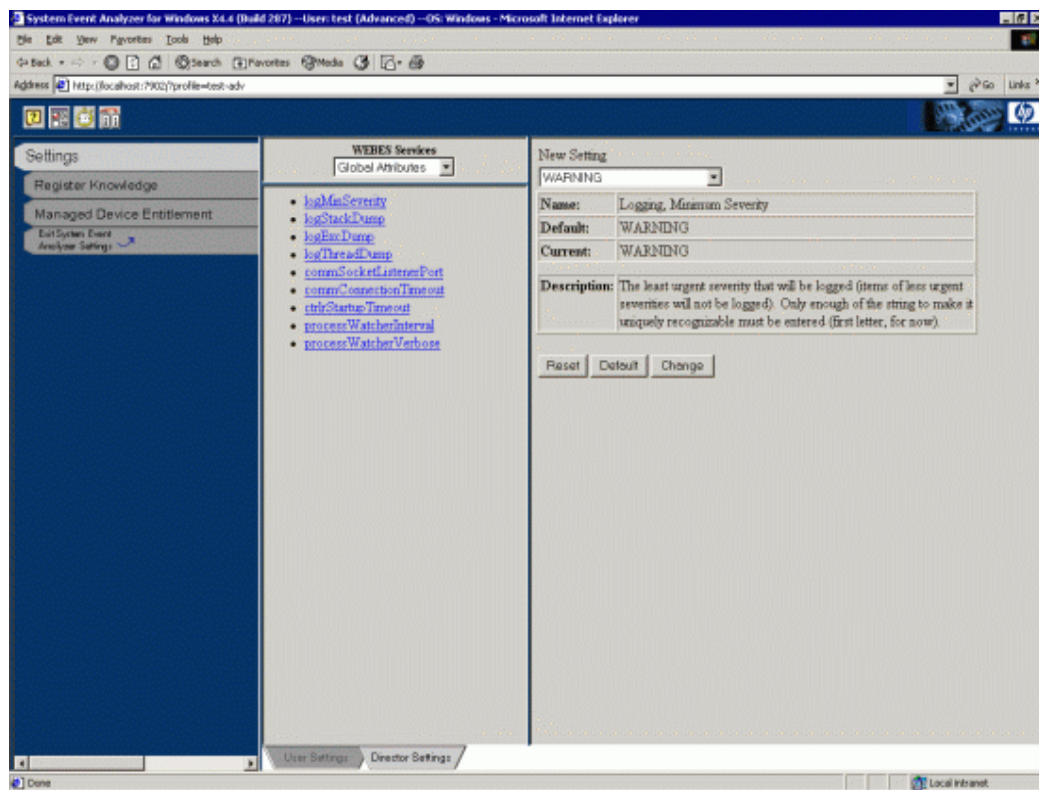 System Event Analyzer for Windows X4.4 (Build 287) --User: test (Advanced) --OS: Windows - Microsoft Internet Explorer
File Edit View Favorites Tools Help
Back Search Favorites Media
Address http://localhost:7902/?profile=test-adv Go Links
hp
Settings
Register Knowledge
Managed Device Entitlement
Exit System Event
Analyzer Settings
WEBES Services
Global Attributes
logMinSeverity
logStackDump
logExcDump
logThreadDump
commSocketListenerPort
commConnectionTimeout
ctrlrStartupTimeout
processWatcherInterval
processWatcherVerbose
New Setting
WARNING
Name: Logging, Minimum Severity
Default: WARNING
Current: WARNING
Description: The least urgent severity that will be logged (items of less urgent
severities will not be logged). Only enough of the string to make it
uniquely recognizable must be entered (first letter, for now).
Reset Default Change
User Settings Director Settings
Done Local intranet